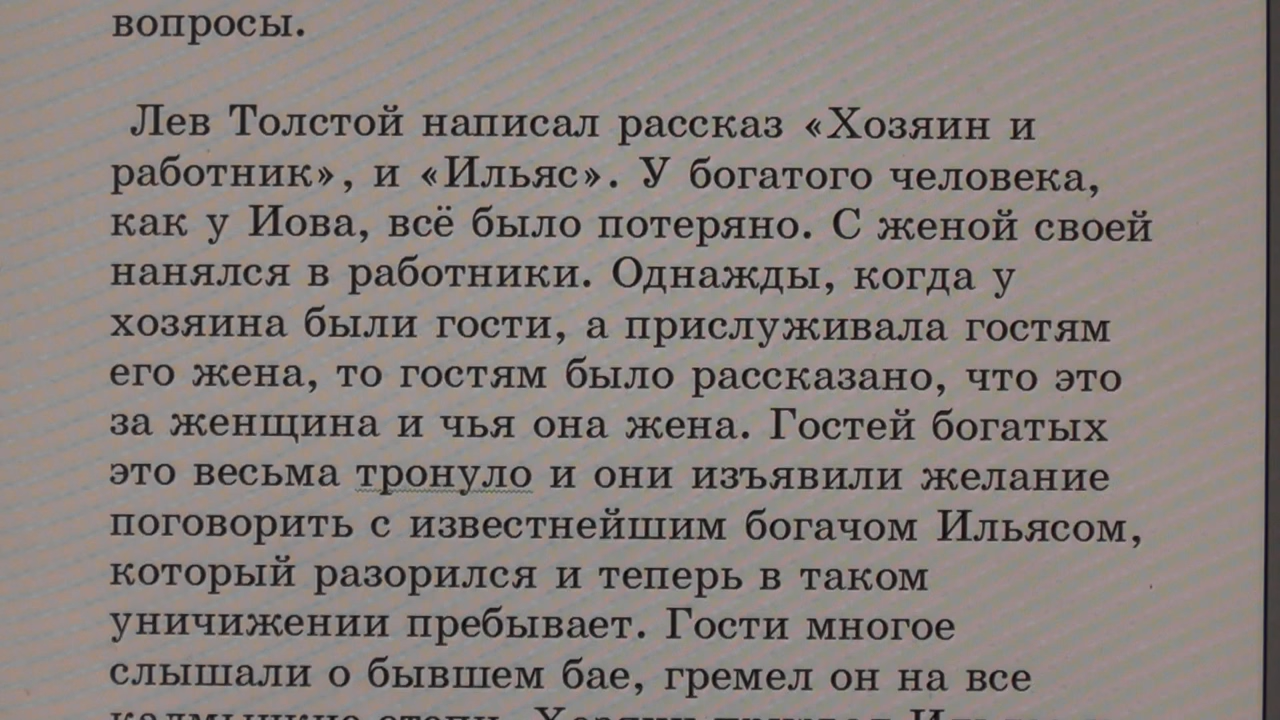 вопросы.
Лев Толстой написал рассказ «Хозяин и
работник», и «Ильяс». У богатого человека,
как у Иова, всё было потеряно. С женой своей
нанялся в работники. Однажды, когда у
хозяина были гости, а прислуживала гостям
его жена, то гостям было рассказано, что это
за женщина и чья она жена. Гостей богатых
это весьма тронуло и они изъявили желание
поговорить с известнейшим богачом Ильясом,
который разорился и теперь в таком
уничижении пребывает. Гости многое
слышали о бывшем бае, гремел он на все